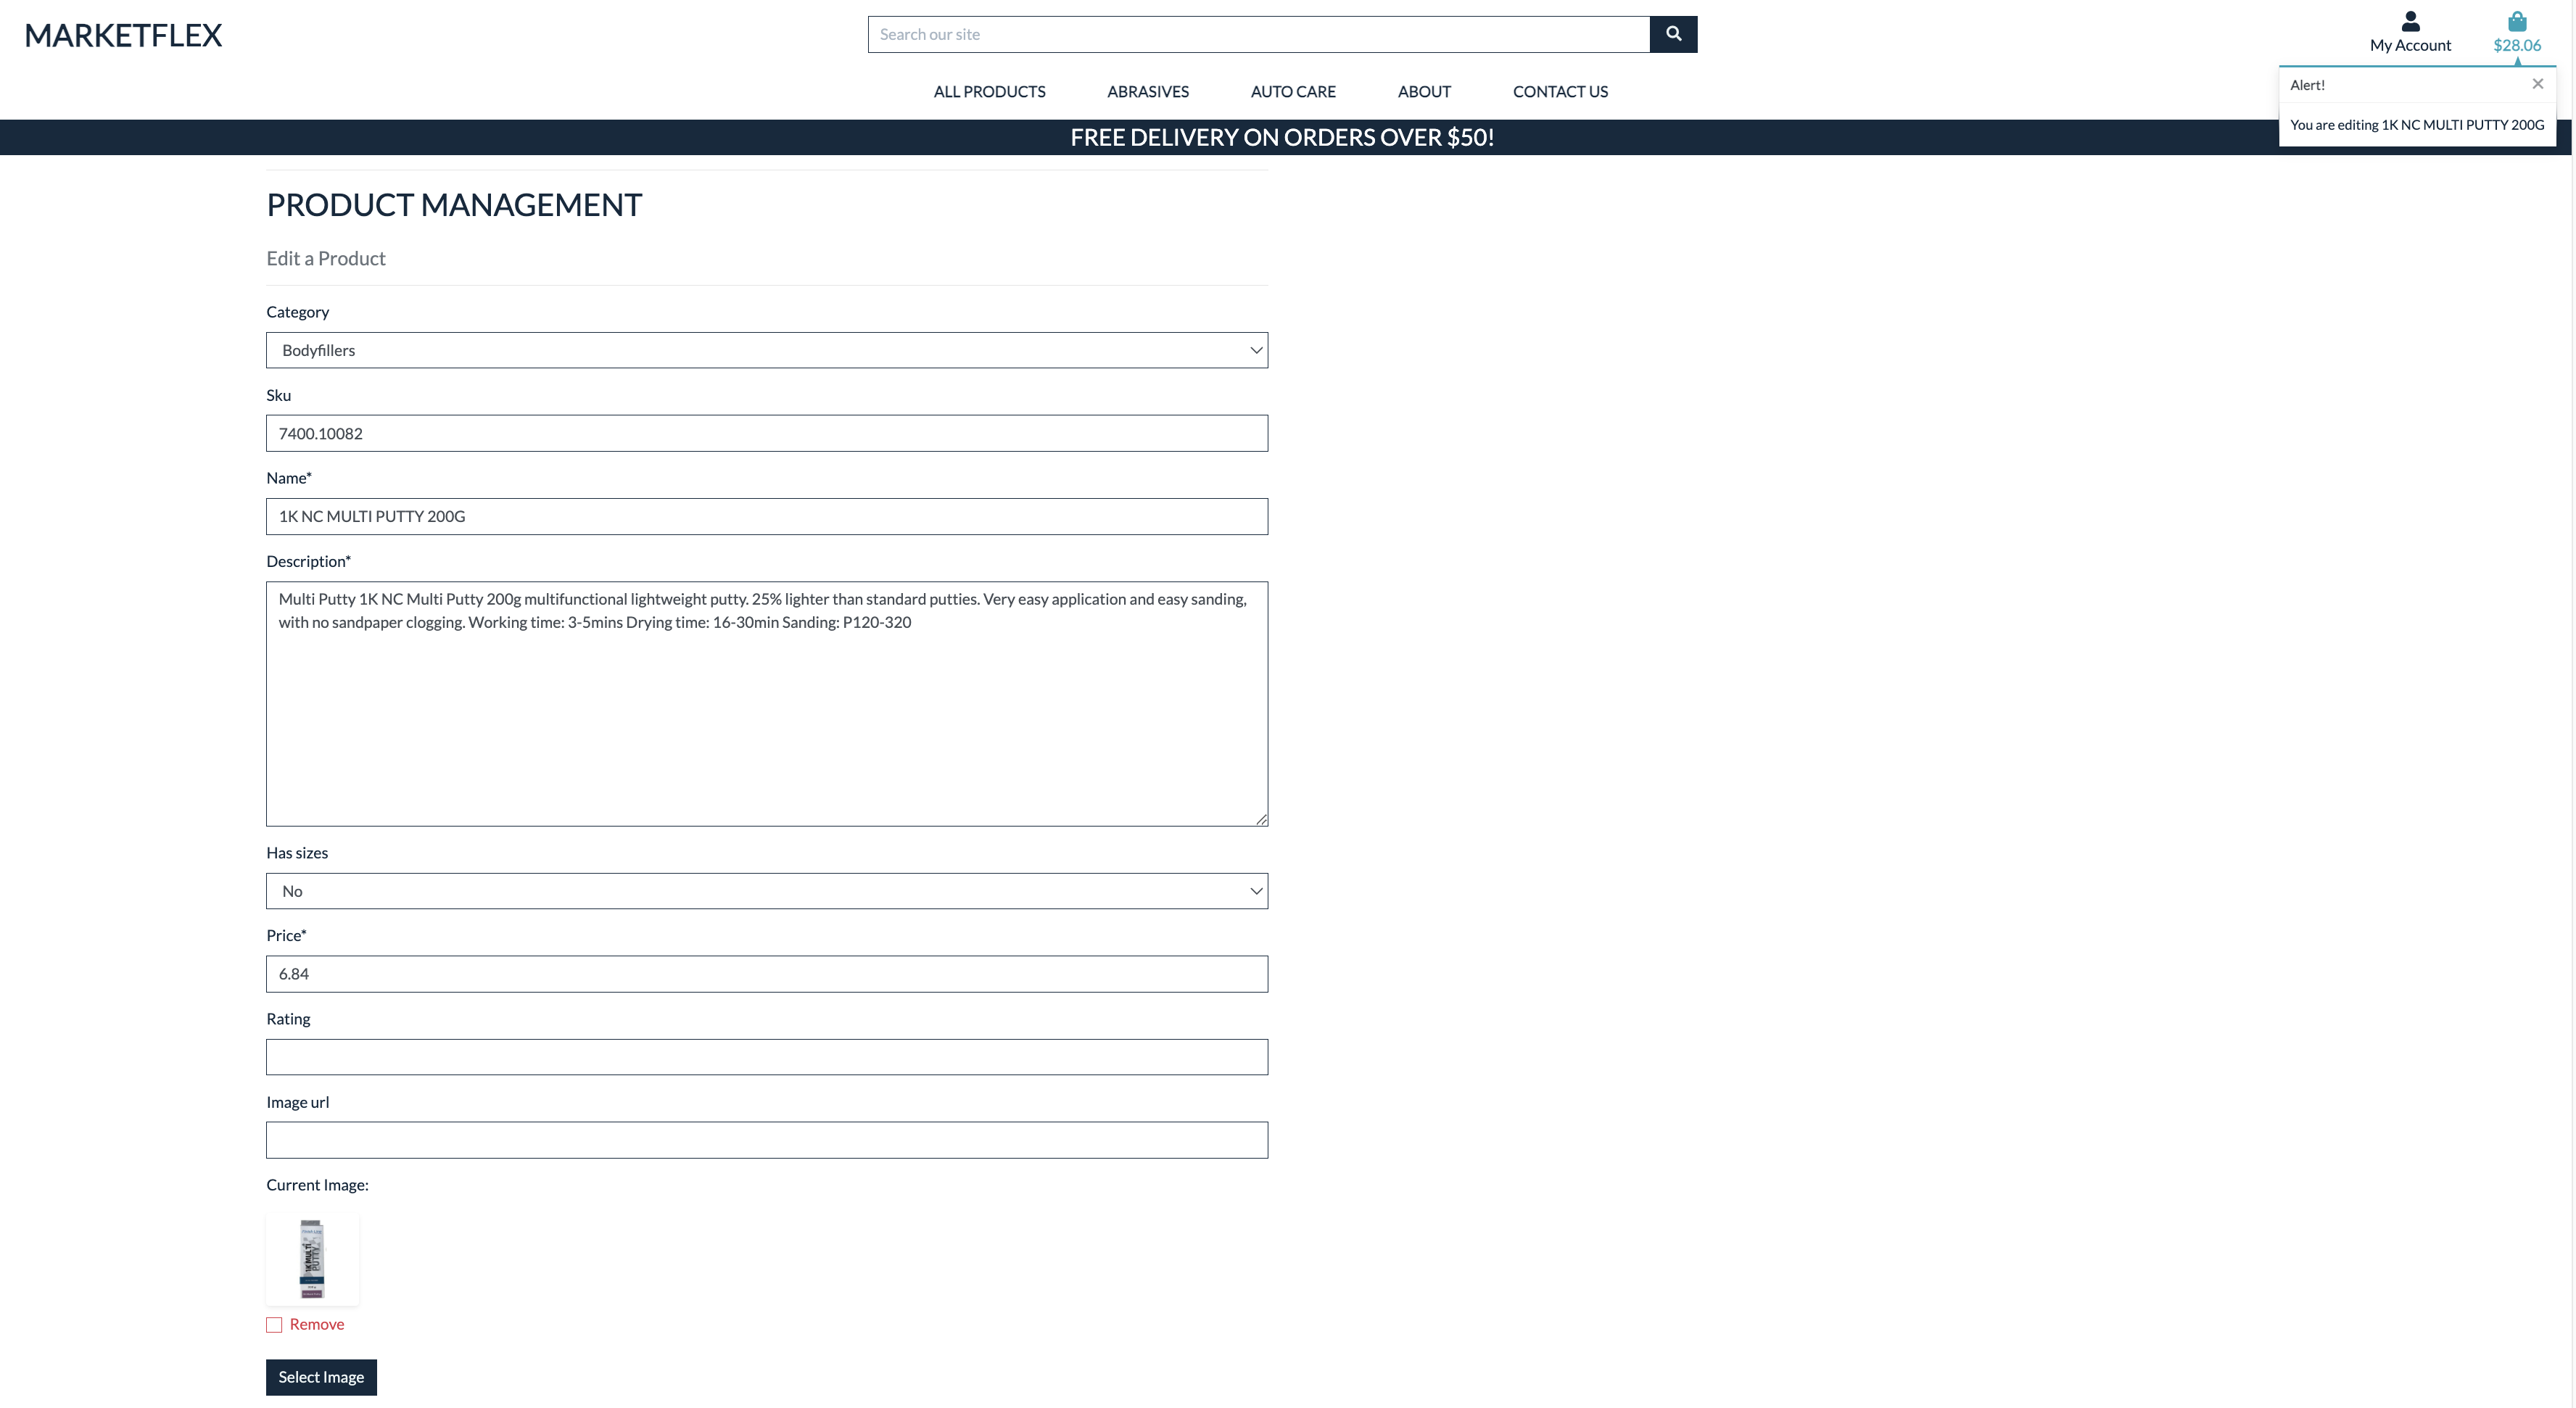 MARKETFLEX
Search our site
My Account
$28.06
ALL PRODUCTS
ABRASIVES
AUTO CARE
ABOUT
CONTACT US
Alert!
You are editing 1K NC MULTI PUTTY 200G
FREE DELIVERY ON ORDERS OVER $50!
PRODUCT MANAGEMENT
Edit a Product
Category
Bodyfillers
Sku
7400.10082
Name*
1K NC MULTI PUTTY 200G
Description*
Multi Putty 1K NC Multi Putty 200g multifunctional lightweight putty. 25% lighter than standard putties. Very easy application and easy sanding,
with no sandpaper clogging. Working time: 3-5mins Drying time: 16-30min Sanding: P120-320
Has sizes
No
Price*
6.84
Rating
Image url
Current Image:
1K MULTI
PUTTY
Remove
Select Image